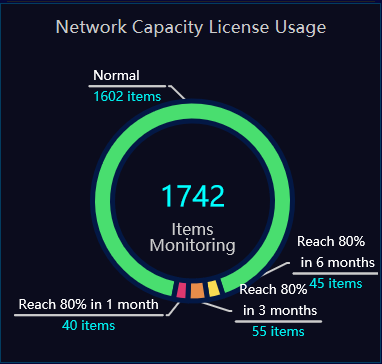 Network Capacity License Usage
Normal
1602 items
1742
Items
Monitoring
Reach 80%
in 6 months
45 items
Reach 80%
in 3 months
55 items
Reach 80% in 1 month
40 items